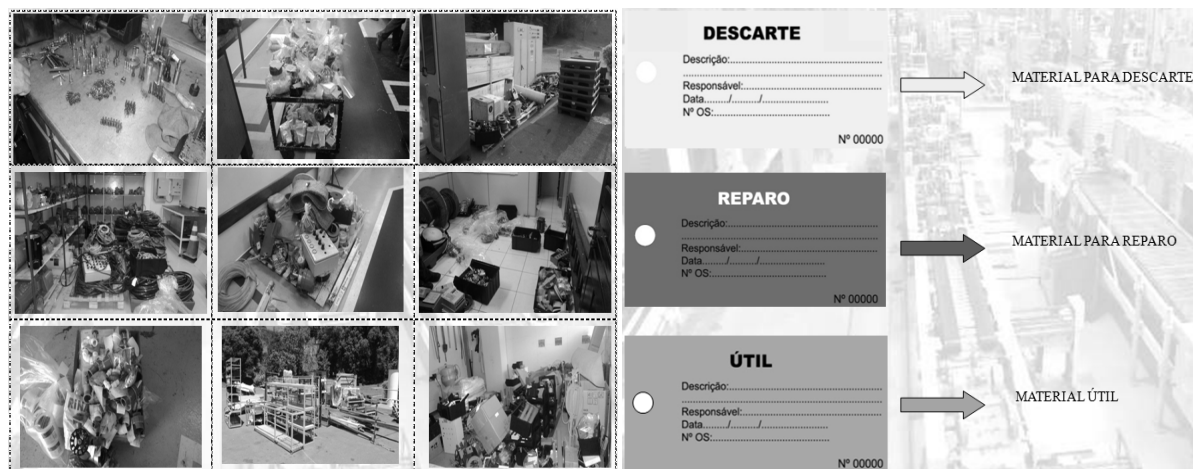 DESCARTE
Descrição:......................................................
......................................................................
Responsável:................................................
Data......./........./........................
Nº OS:.........................................
Nº 00000
MATERIAL PARA DESCARTE
REPARO
Descrição:......................................................
......................................................................
Responsável:................................................
Data......./........./........................
Nº OS:.........................................
Nº 00000
MATERIAL PARA REPARO
ÚTIL
Descrição:......................................................
......................................................................
Responsável:................................................
Data......./........./........................
Nº OS:.........................................
Nº 00000
MATERIAL ÚTIL